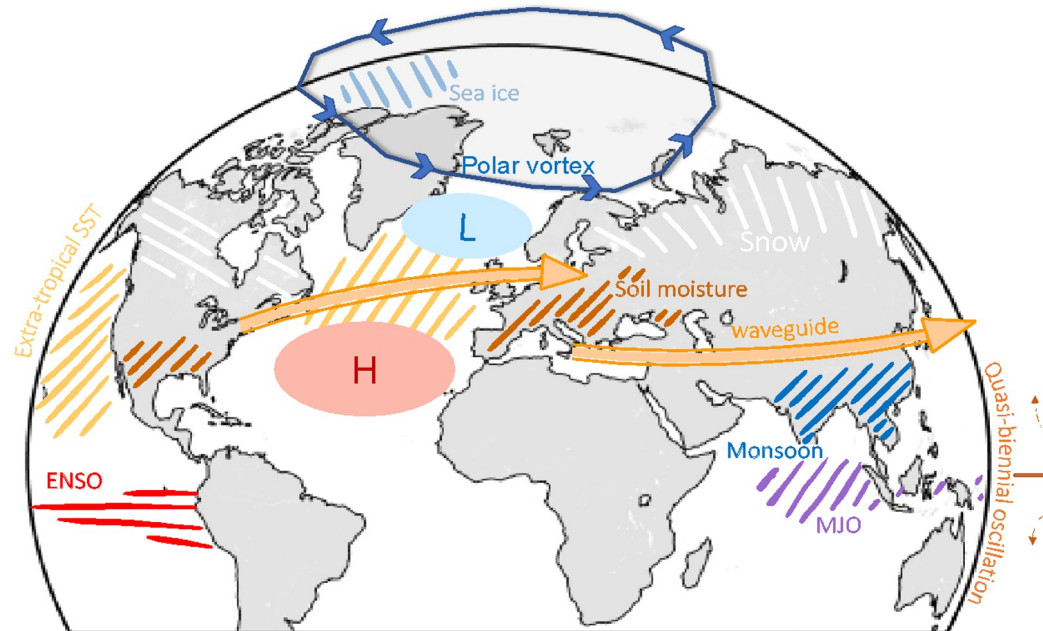 Sea ice
Polar vortex
Extra-tropical SST
L
Snow
Soil moisture
waveguide
H
Quasi-biennial oscillation
Monsoon
ENSO
MJO